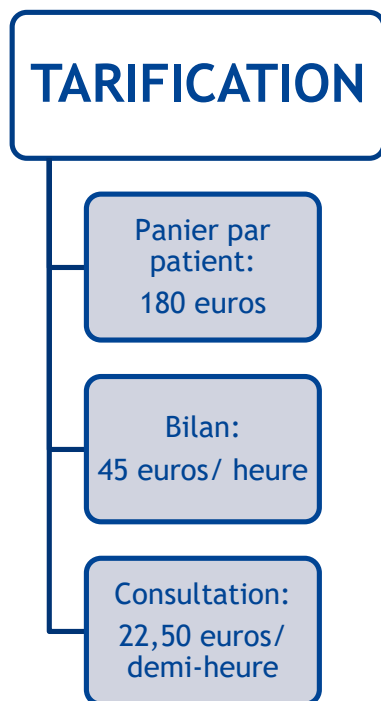 TARIFICATION
Panier par
patient:
180 euros
Bilan:
45 euros/ heure
Consultation:
22,50 euros/
demi-heure